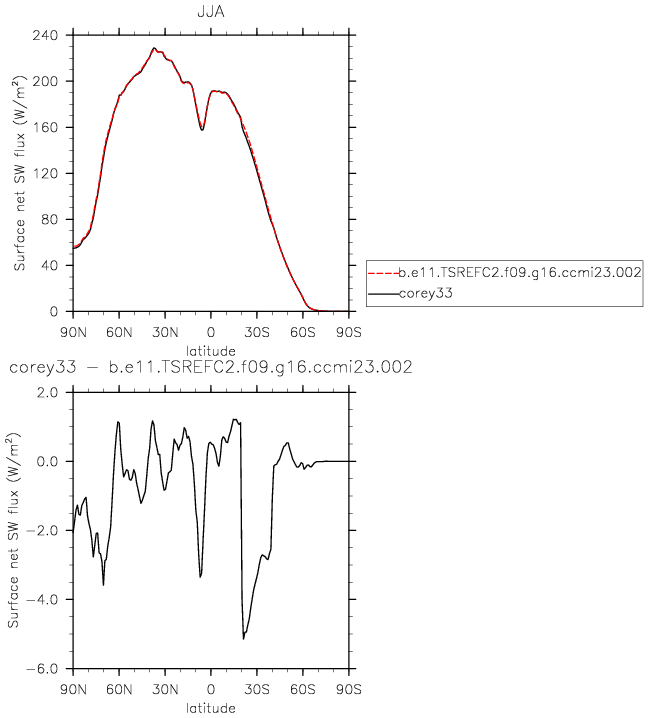 JJA
240
200
160
120
80
40
0
Surface net SW flux (W/m²)
90N 60N 30N 0 30S 60S 90S
latitude
b.e11.TSREFC2.f09.g16.ccmi23.002
corey33
corey33 − b.e11.TSREFC2.f09.g16.ccmi23.002
2.0
0.0
−2.0
−4.0
−6.0
Surface net SW flux (W/m²)
90N 60N 30N 0 30S 60S 90S
latitude